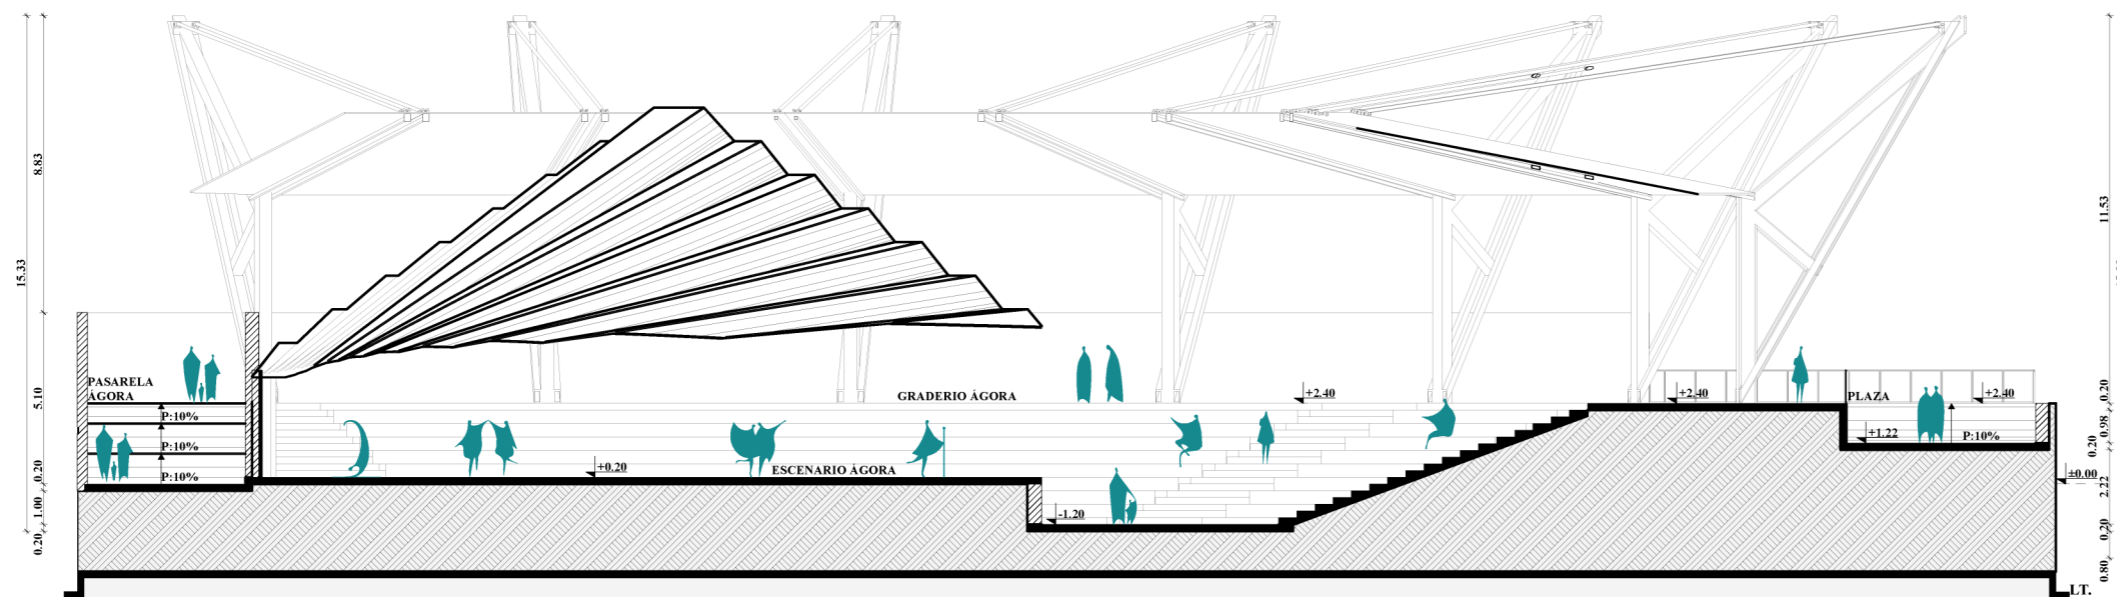 15.33
8.83
5.10
0.20
1.00
0.20
PASARELA
ÁGORA
P:10%
P:10%
P:10%
GRADERIO ÁGORA
ESCENARIO ÁGORA
+0.20
-1.20
+2.40
+2.40
PLAZA
+2.40
+1.22
P:10%
±0.00
11.53
0.20
0.98
0.20
2.22
0.20
0.80
LT.